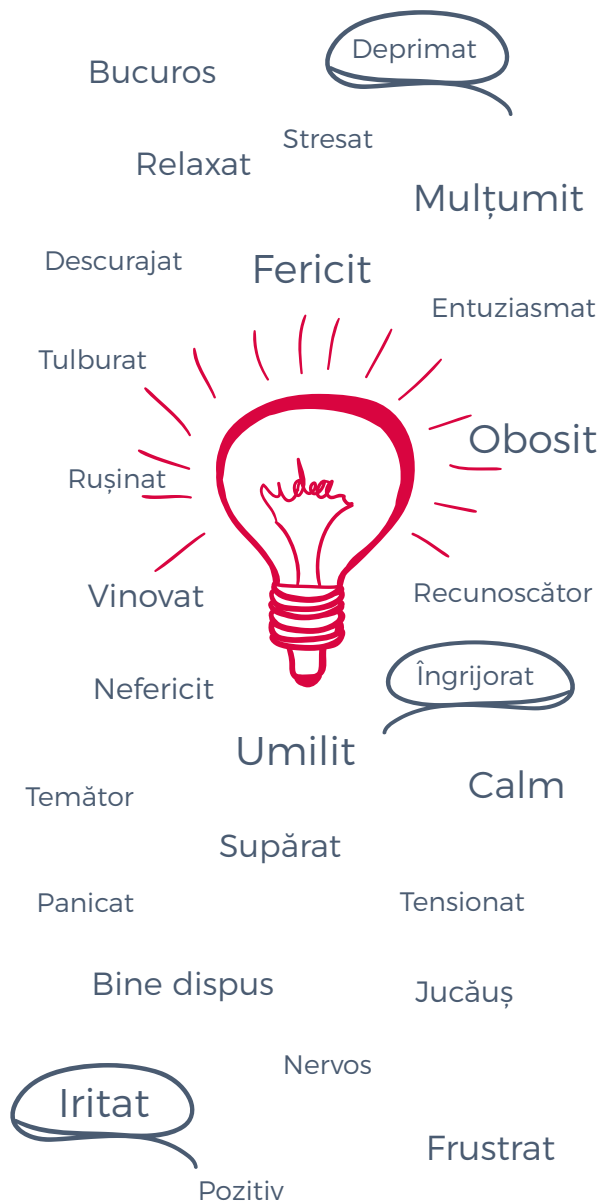 Deprimat
Bucuros
Stresat
Relaxat
Mulțumit
Descurajat
Fericit
Entuziasmat
Tulburat
Obosit
Rușinat
idea
Vinovat
Recunoscător
Îngrijorat
Nefericit
Umilit
Calm
Temător
Supărat
Panicat
Tensionat
Bine dispus
Jucăuș
Nervos
Iritat
Frustrat
Pozitiv